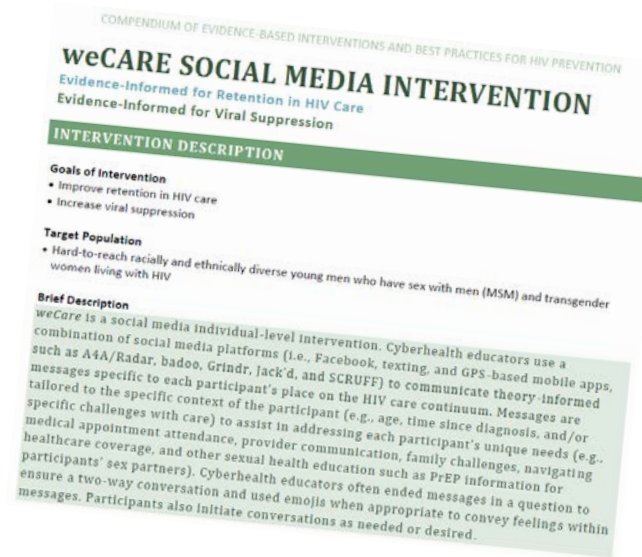 COMPENDIUM OF EVIDENCE-BASED INTERVENTIONS AND BEST PRACTICES FOR HIV PREVENTION
weCARE SOCIAL MEDIA INTERVENTION
Evidence-Informed for Retention in HIV Care
Evidence-Informed for Viral Suppression
INTERVENTION DESCRIPTION
Goals of Intervention
• Improve retention in HIV care
• Increase viral suppression
Target Population
• Hard-to-reach racially and ethnically diverse young men who have sex with men (MSM) and transgender
women living with HIV
Brief Description
weCare is a social media individual-level intervention. Cyberhealth educators use a
combination of social media platforms (i.e., Facebook, texting, and GPS-based mobile apps,
such as A4A/Radar, badoo, Grindr, Jack'd, and SCRUFF) to communicate theory-informed
messages specific to each participant's place on the HIV care continuum. Messages are
tailored to the specific context of the participant (e.g., age, time since diagnosis, and/or
specific challenges with care) to assist in addressing each participant's unique needs (e.g.,
medical appointment attendance, provider communication, family challenges, navigating
healthcare coverage, and other sexual health education such as PrEP information for
participants' sex partners). Cyberhealth educators often ended messages in a question to
ensure a two-way conversation and used emojis when appropriate to convey feelings within
messages. Participants also initiate conversations as needed or desired.